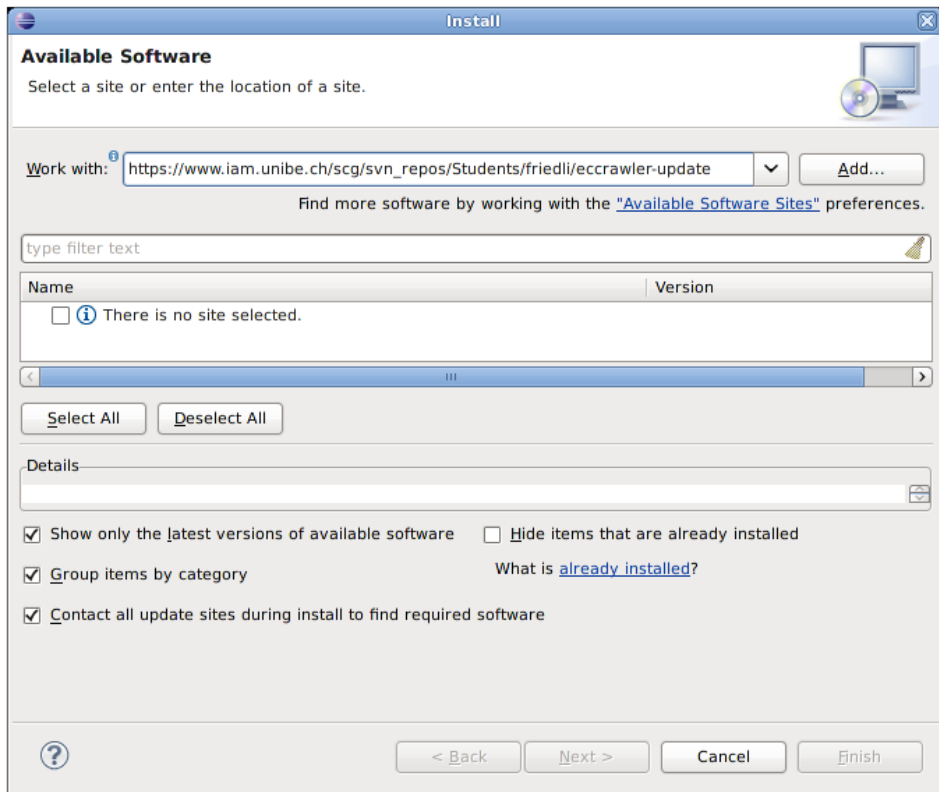 Install
Available Software
Select a site or enter the location of a site.
Work with: https://www.iam.unibe.ch/scg/svn_repos/Students/friedli/eccrawler-update Add...
Find more software by working with the "Available Software Sites" preferences.
type filter text
Name Version
There is no site selected.
Select All Deselect All
Details
Show only the latest versions of available software Hide items that are already installed
Group items by category What is already installed?
Contact all update sites during install to find required software
< Back Next > Cancel Finish